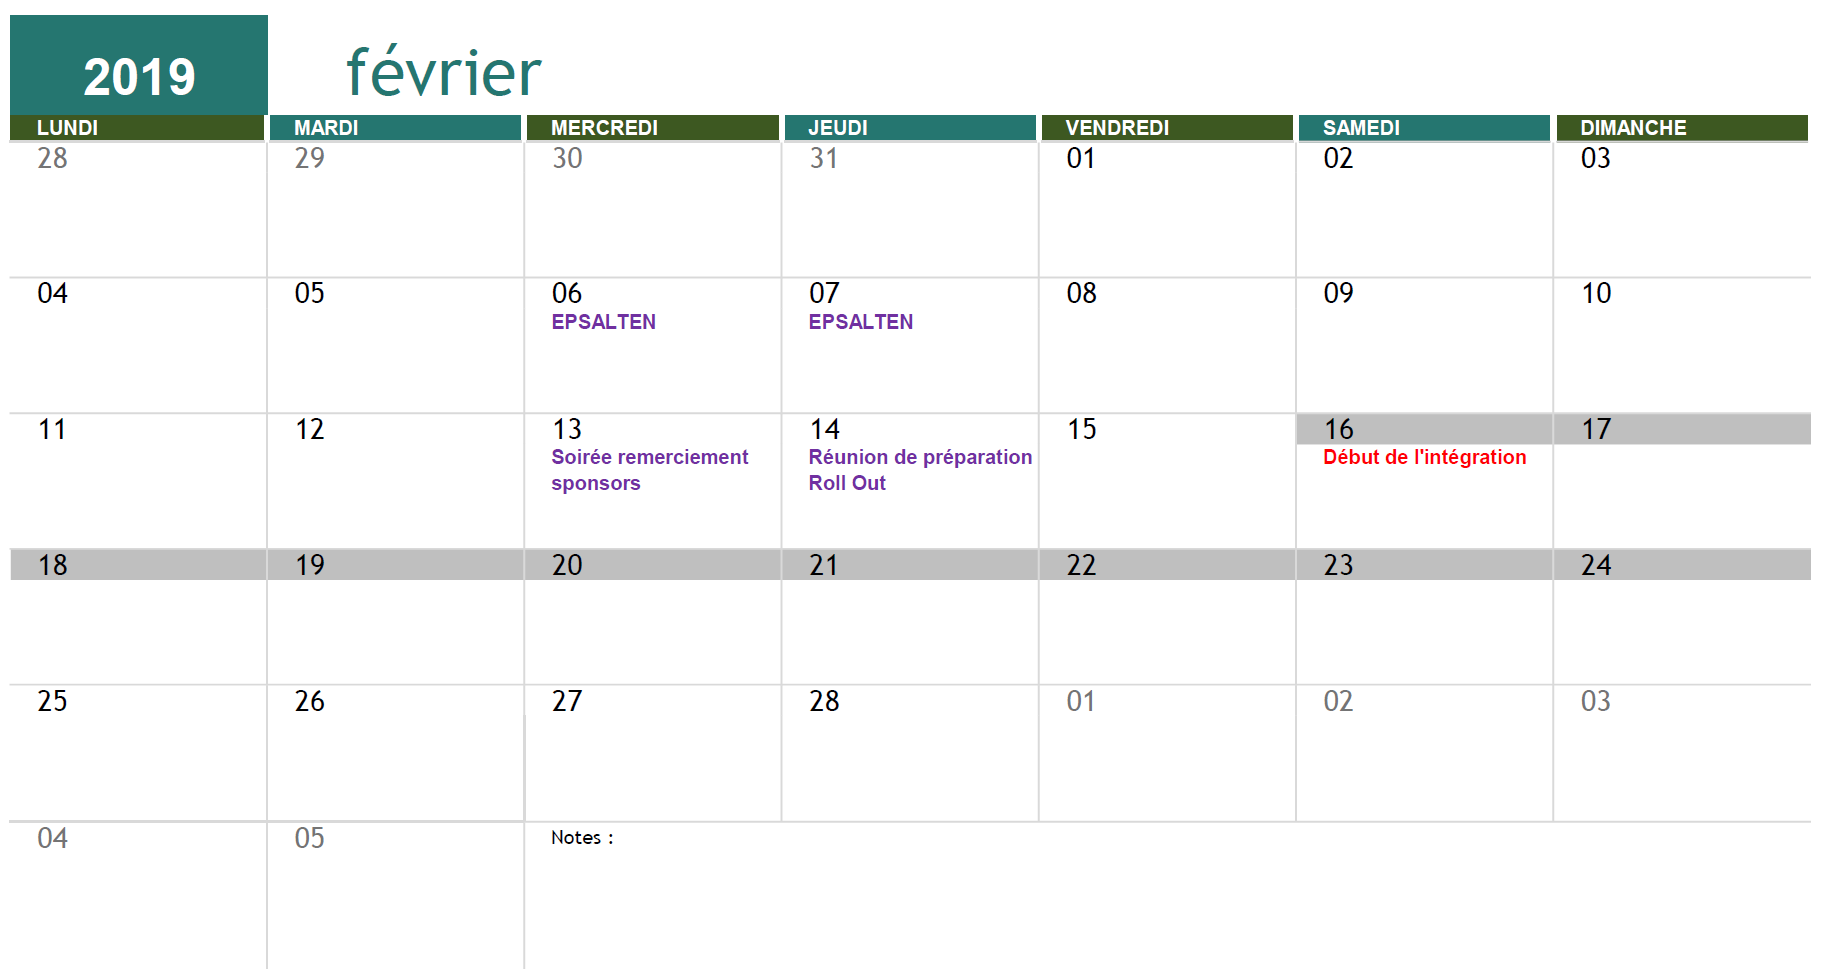 2019 février
LUNDI MARDI MERCREDI JEUDI VENDREDI SAMEDI DIMANCHE
28 29 30 31 01 02 03
04 05 06 07 08 09 10
EPSALTEN EPSALTEN
11 12 13 14 15 16 17
Soirée remerciement Réunion de préparation Début de l'intégration
sponsors Roll Out
18 19 20 21 22 23 24
25 26 27 28 01 02 03
04 05 Notes :